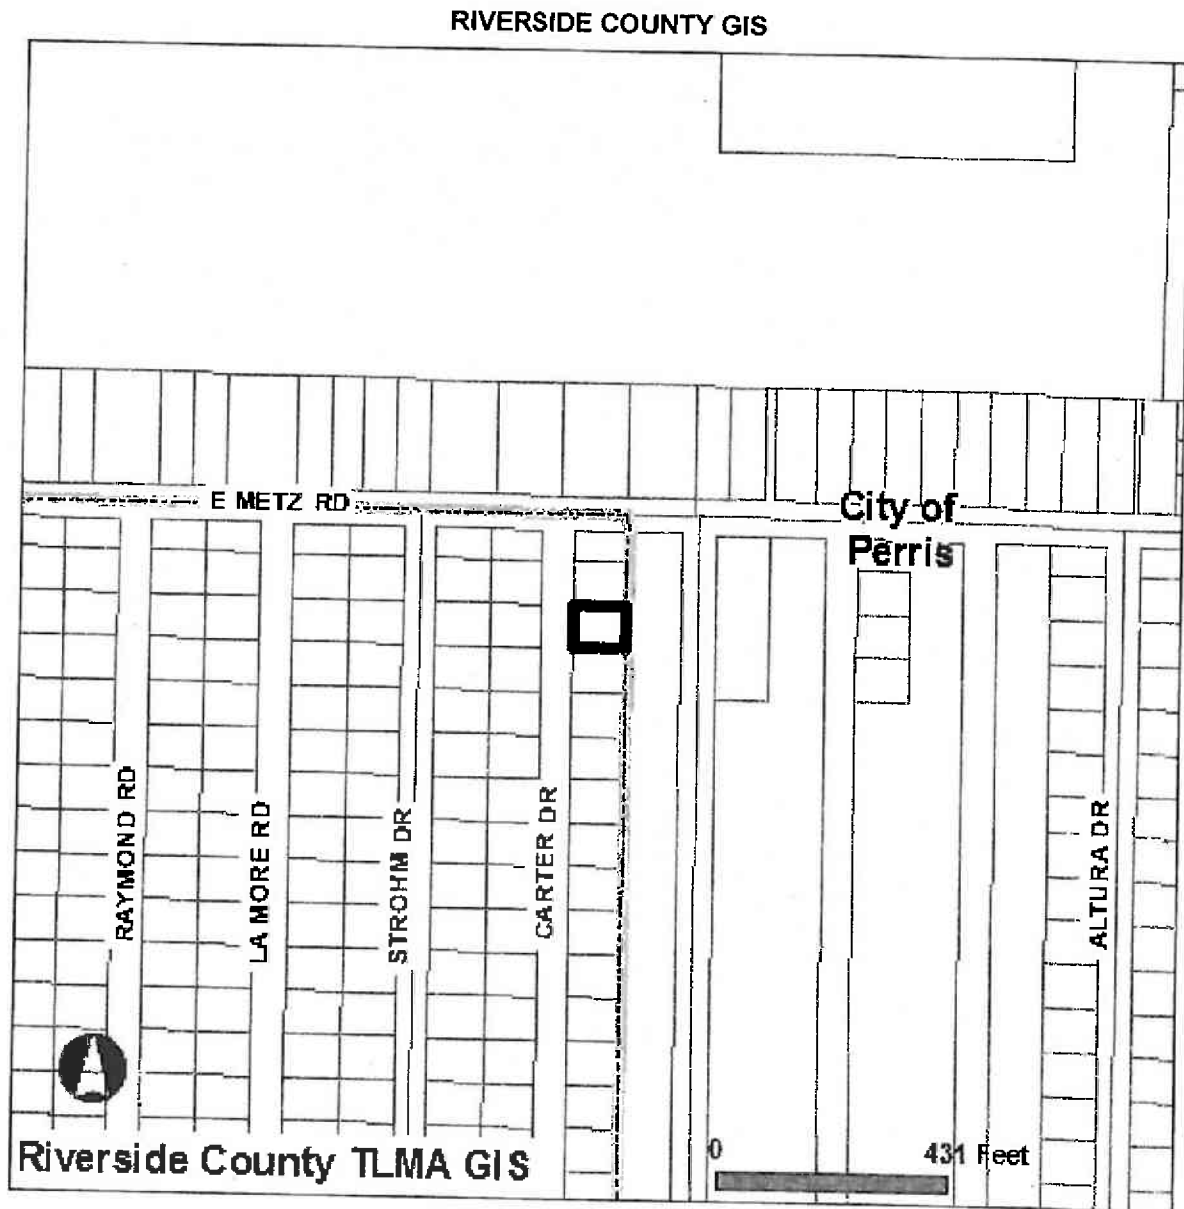 RIVERSIDE COUNTY GIS
E METZ RD
City of
Perris
RAYMOND RD
LA MORE RD
STROHM DR
CARTER DR
ALTURA DR
Riverside County TLMA GIS
0
431 Feet